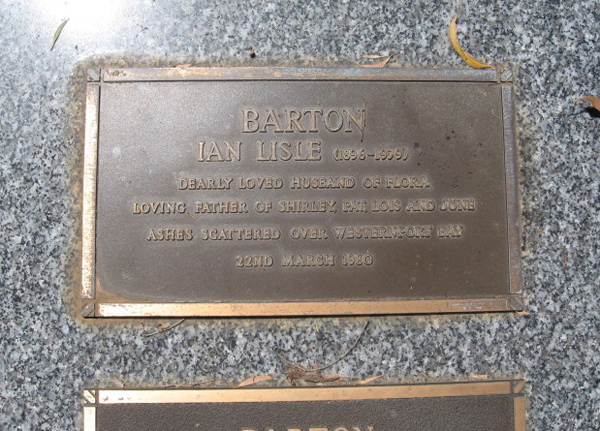 BARTON
IAN LISLE (1896-1979)
DEARLY LOVED HUSBAND OF FLORA
LOVING FATHER OF SHIRLEY, PAT, LOIS AND JUNE
ASHES SCATTERED OVER WESTERNPORT BAY
22ND MARCH 1980
BARTON